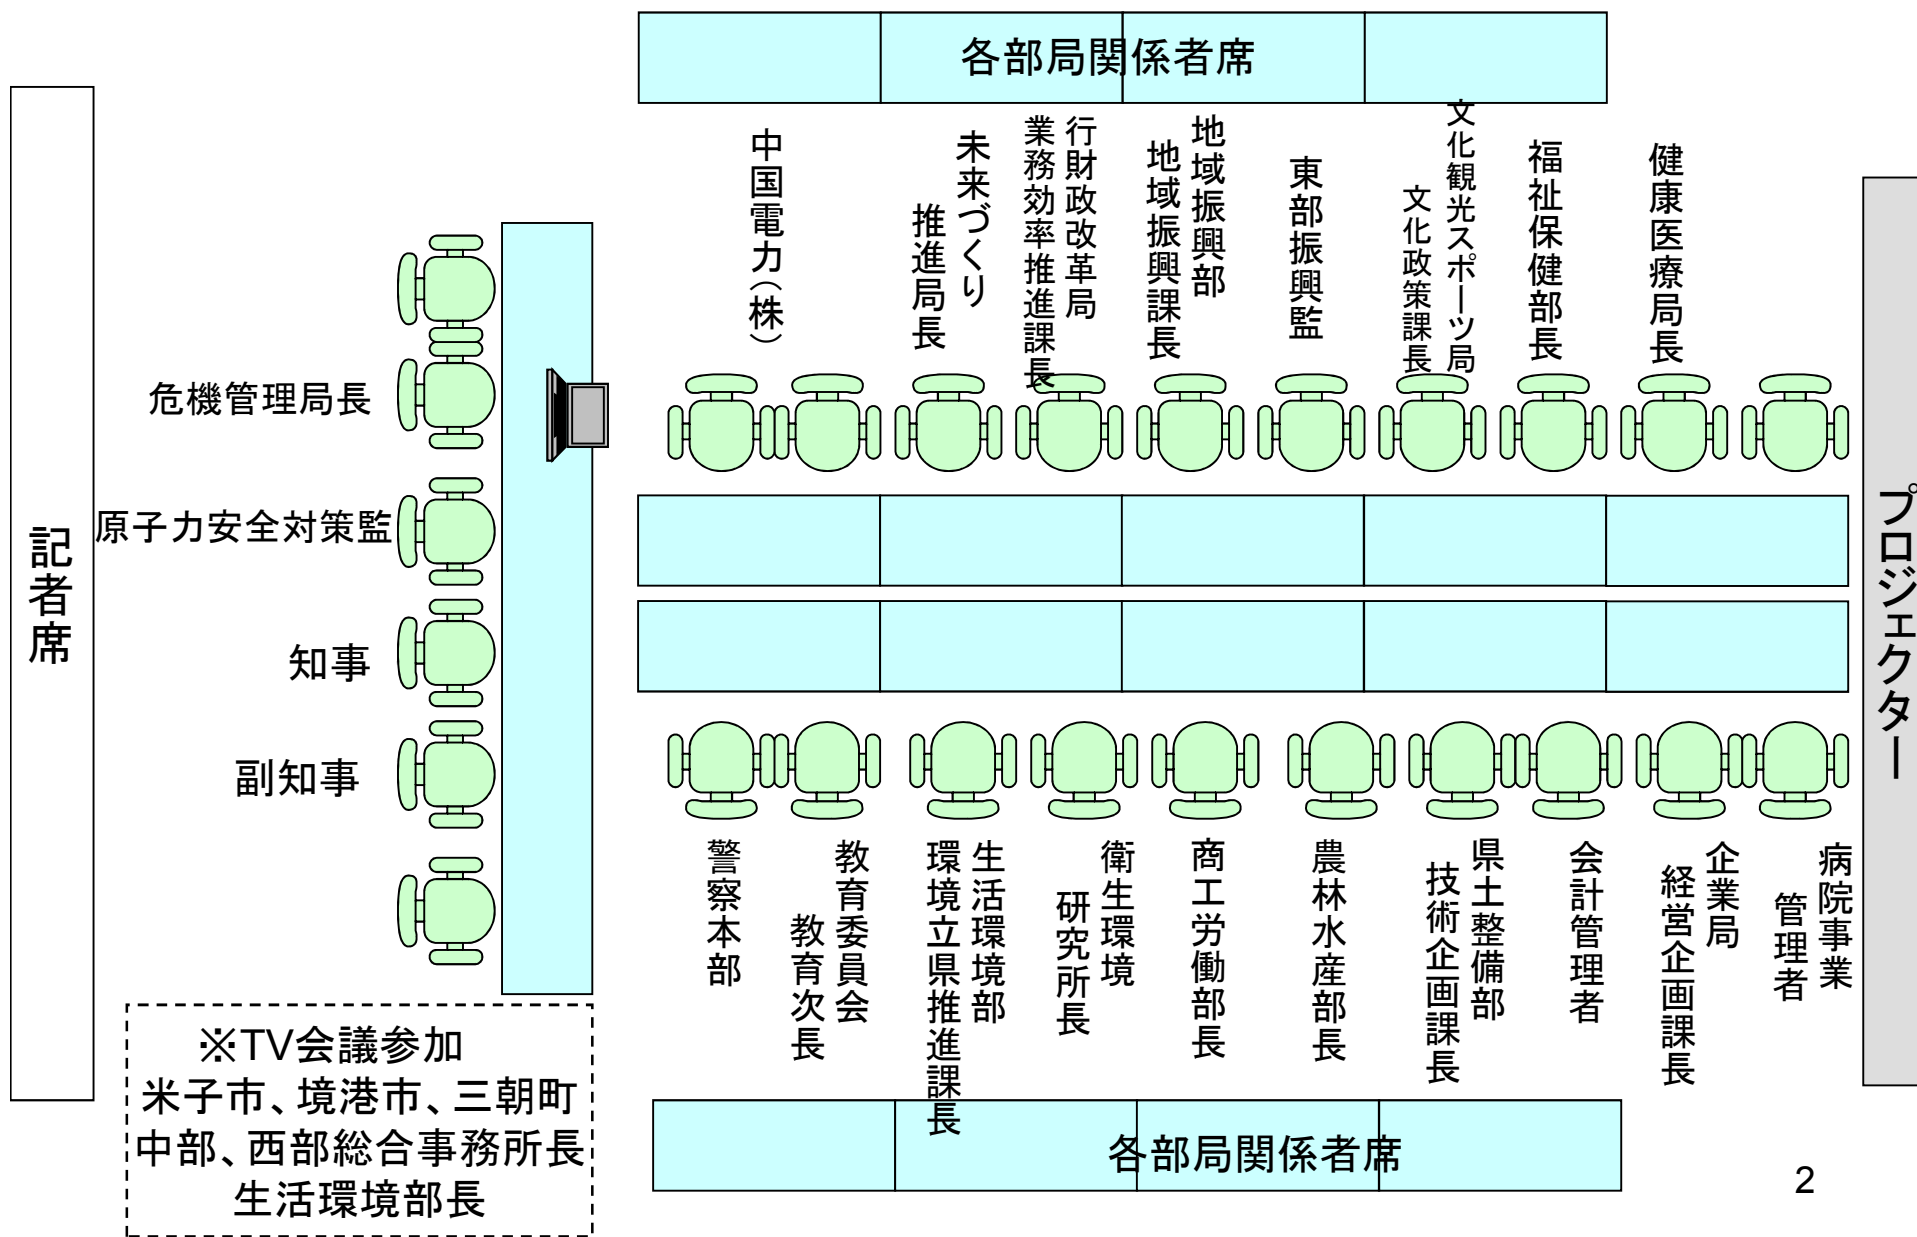 各部局関係者席
中国電力(株)
未来づくり
推進局長
行財政改革局
業務効率推進課長
地域振興部
地域振興課長
東部振興監
文化観光スポーツ局
文化政策課長
福祉保健部長
健康医療局長
記者席
危機管理局長
原子力安全対策監
知事
副知事
プロジェクター
警察本部
教育委員会
教育次長
生活環境部
環境立県推進課長
衛生環境
研究所長
商工労働部長
農林水産部長
県土整備部
技術企画課長
会計管理者
企業局
経営企画課長
病院事業
管理者
※TV会議参加
米子市、境港市、三朝町
中部、西部総合事務所長
生活環境部長
各部局関係者席
2